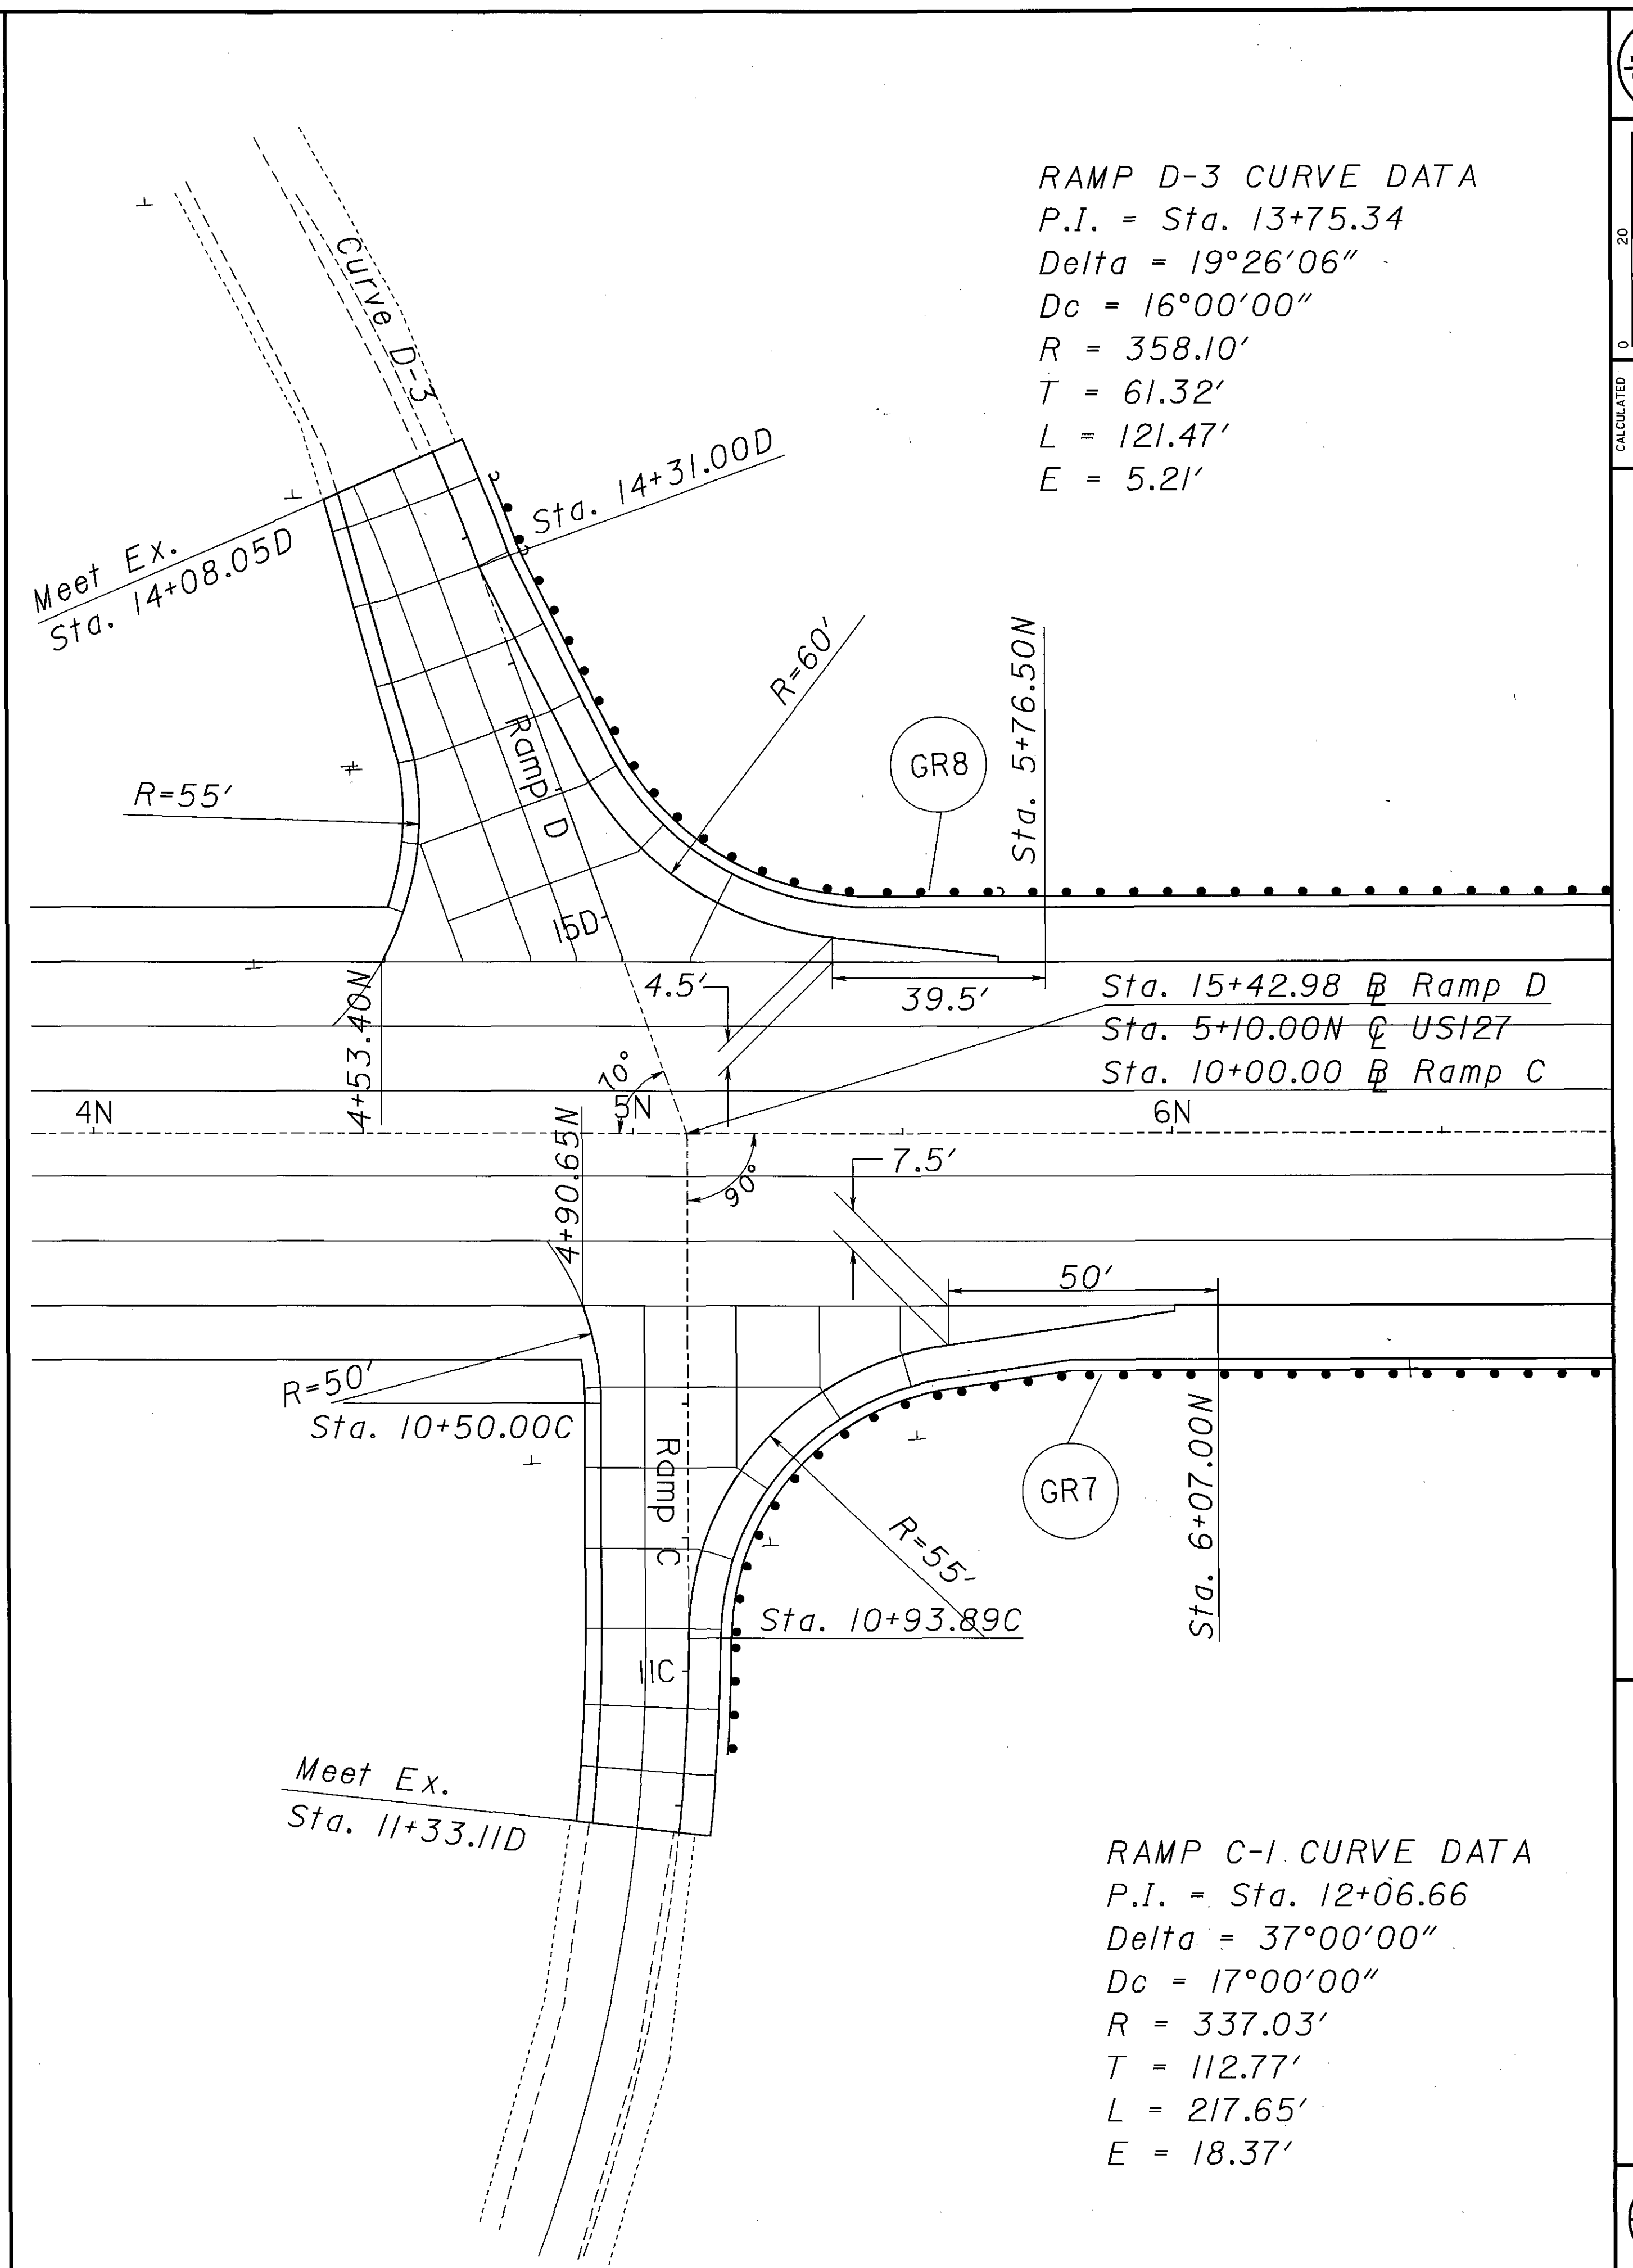 RAMP D-3 CURVE DATA
P.I. = Sta. 13+75.34
Delta = 19°26'06"
Dc = 16°00'00"
R = 358.10'
T = 61.32'
L = 121.47'
E = 5.21'
20
0
CALCULATED
Curve D-3
Sta. 14+31.00D
Meet Ex.
Sta. 14+08.05D
R=60'
Sta. 5+76.50N
GR8
Ramp D
R=55'
15D
4.5'
39.5'
4+53.40N
Sta. 15+42.98 BL Ramp D
Sta. 5+10.00N CL US127
Sta. 10+00.00 BL Ramp C
70°
4N
5N
6N
4+90.65N
90°
7.5'
50'
R=50'
Sta. 10+50.00C
Ramp C
GR7
R=55'
Sta. 6+07.00N
Sta. 10+93.89C
11C
Meet Ex.
Sta. 11+33.11D
RAMP C-1 CURVE DATA
P.I. = Sta. 12+06.66
Delta = 37°00'00"
Dc = 17°00'00"
R = 337.03'
T = 112.77'
L = 217.65'
E = 18.37'